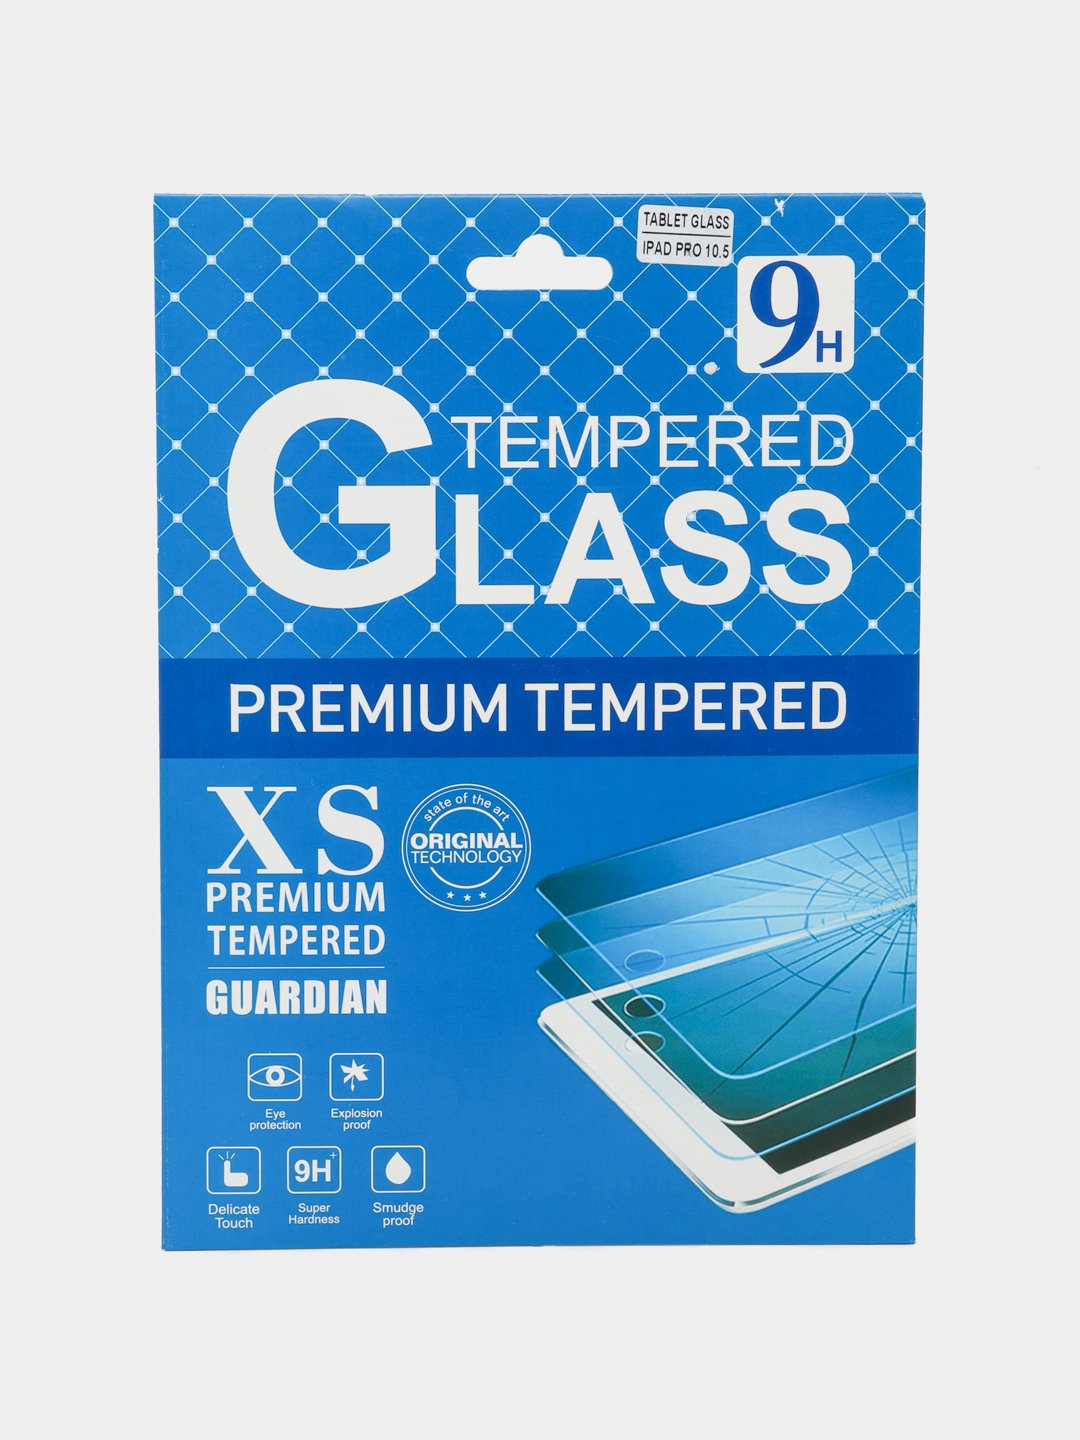 TABLET GLASS
IPAD PRO 10.5
9H
TEMPERED
GLASS
PREMIUM TEMPERED
XS
PREMIUM
TEMPERED
GUARDIAN
state of the art
ORIGINAL
TECHNOLOGY
Eye
protection
Explosion
proof
9H+
Delicate
Touch
Super
Hardness
Smudge
proof